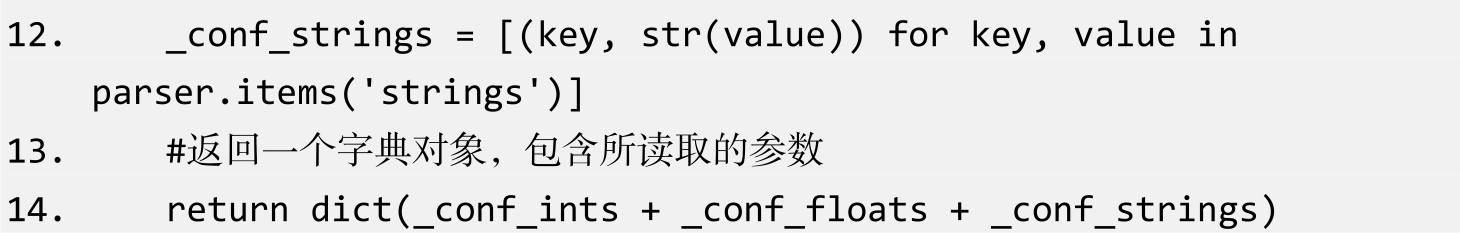 12.    _conf_strings = [(key, str(value)) for key, value in
parser.items('strings')]
13.    #返回一个字典对象，包含所读取的参数
14.    return dict(_conf_ints + _conf_floats + _conf_strings)